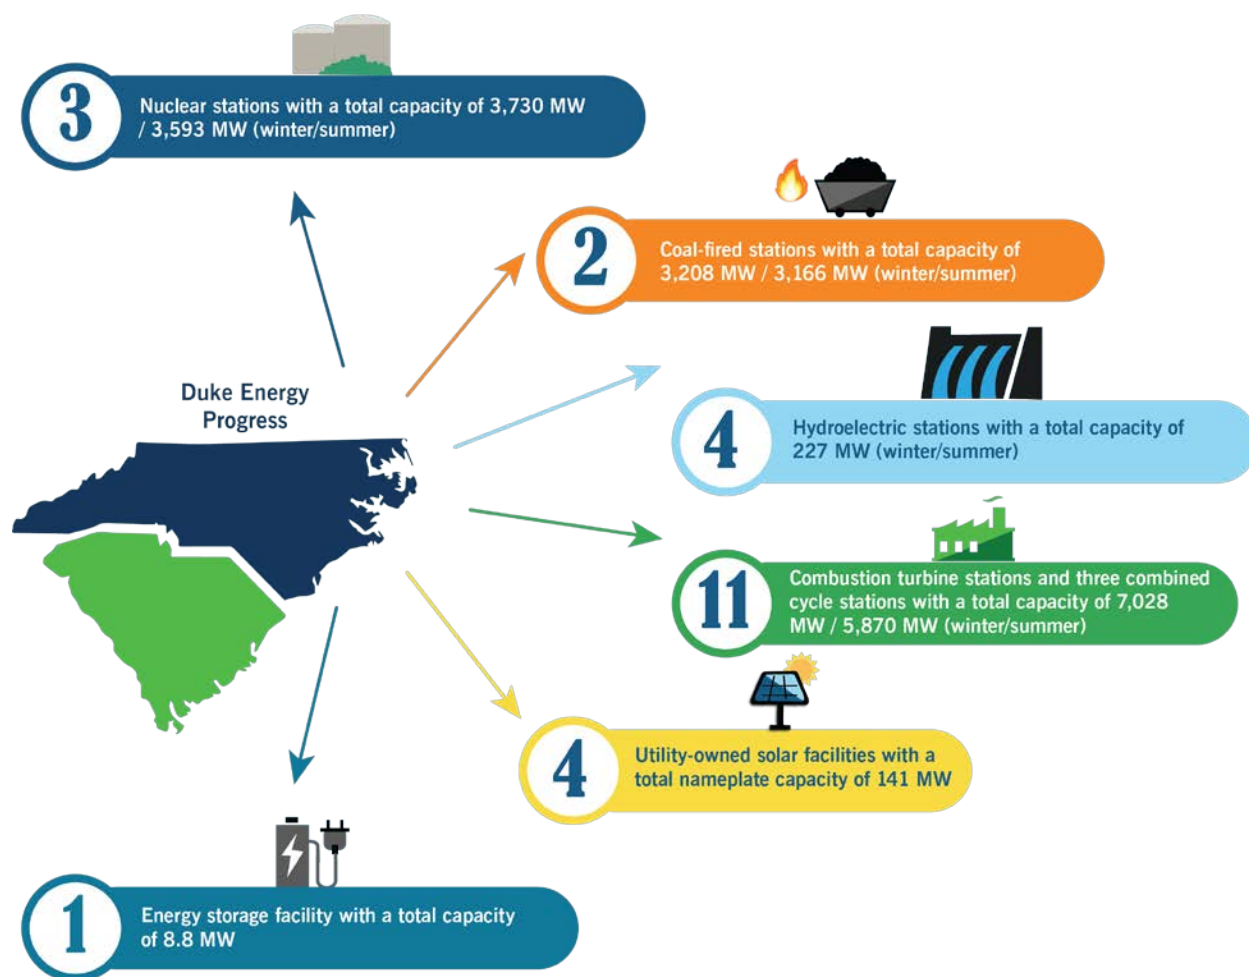 3
Nuclear stations with a total capacity of 3,730 MW
/ 3,593 MW (winter/summer)
2
Coal-fired stations with a total capacity of
3,208 MW / 3,166 MW (winter/summer)
Duke Energy
Progress
4
Hydroelectric stations with a total capacity of
227 MW (winter/summer)
11
Combustion turbine stations and three combined
cycle stations with a total capacity of 7,028
MW / 5,870 MW (winter/summer)
4
Utility-owned solar facilities with a
total nameplate capacity of 141 MW
1
Energy storage facility with a total capacity
of 8.8 MW